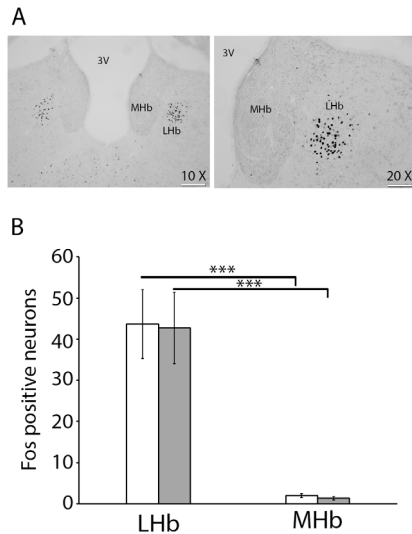 A
3V
MHb
LHb
10 X
3V
MHb
LHb
20 X
B
Fos positive neurons
60
50
40
30
20
10
0
***
***
LHb
MHb